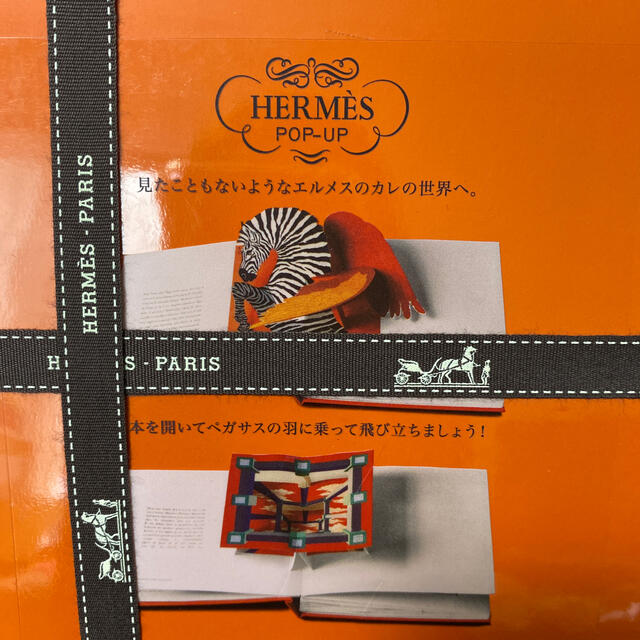 HERMÈS
POP-UP
見たこともないようなエルメスのカレの世界へ。
HERMÈS - PARIS
H S - PARIS
本を開いてペガサスの羽に乗って飛び立ちましょう!